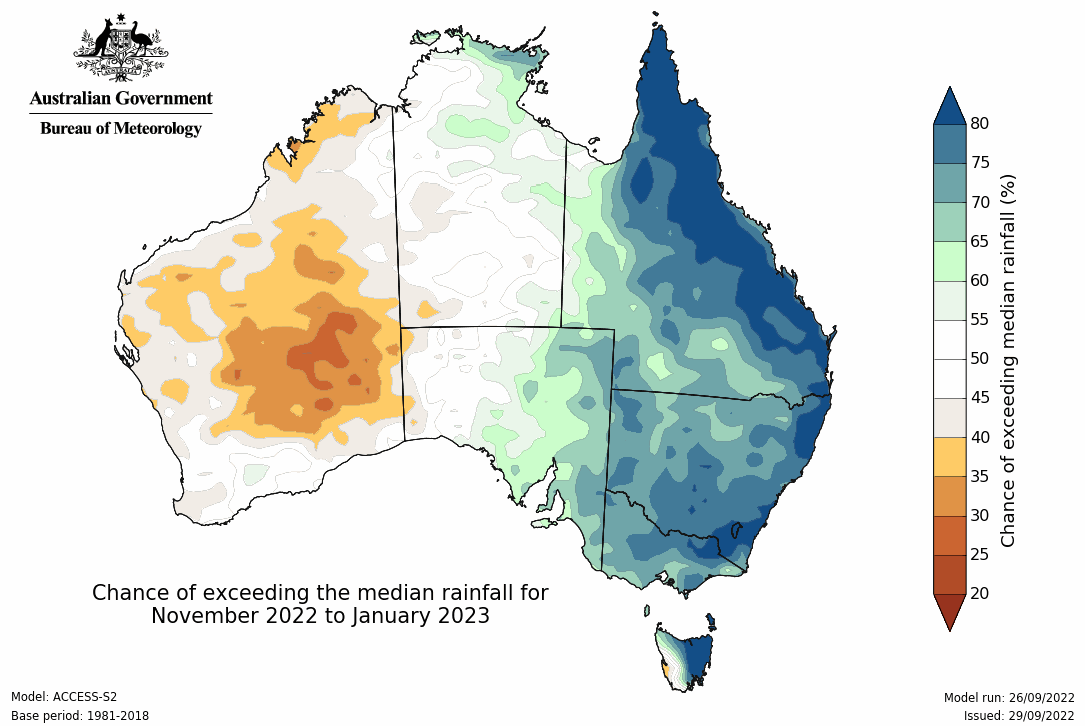 Australian Government
Bureau of Meteorology
80
75
70
65
60
55
50
45
40
35
30
25
20
Chance of exceeding median rainfall (%)
Chance of exceeding the median rainfall for
November 2022 to January 2023
Model: ACCESS-S2
Base period: 1981-2018
Model run: 26/09/2022
Issued: 29/09/2022